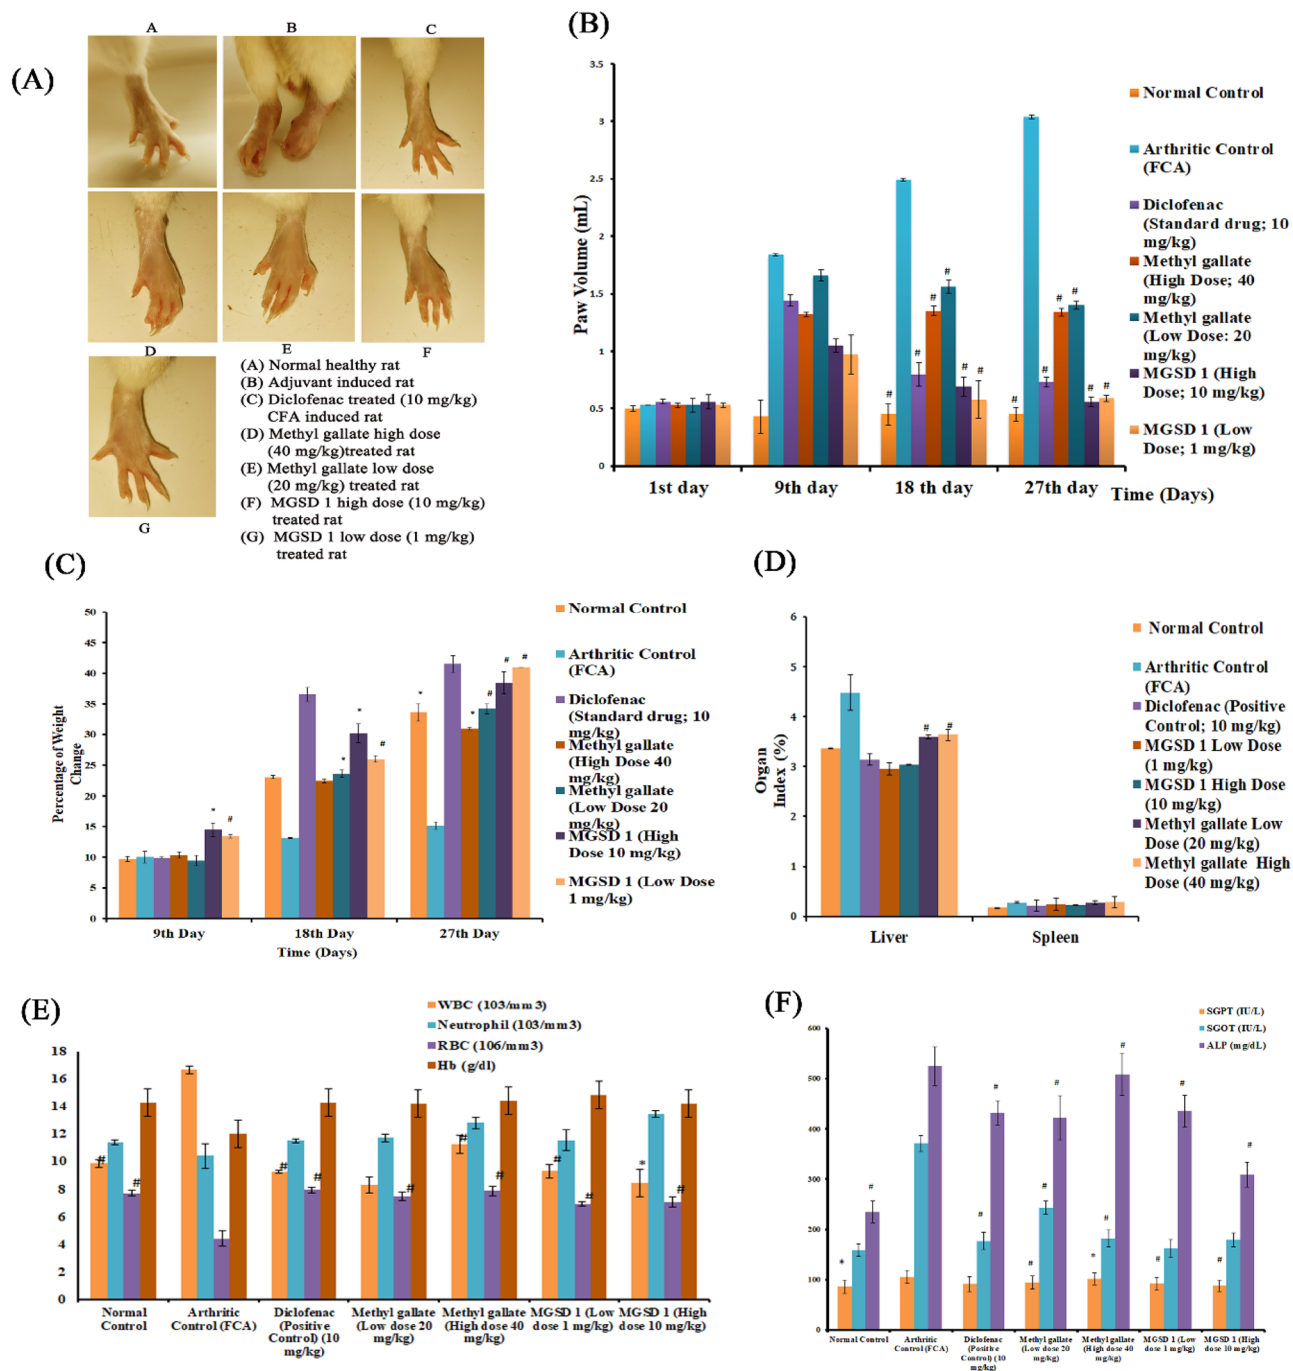 (A)
A
B
C
D
E
F
G
(A) Normal healthy rat
(B) Adjuvant induced rat
(C) Diclofenac treated (10 mg/kg)
CFA induced rat
(D) Methyl gallate high dose
(40 mg/kg)treated rat
(E) Methyl gallate low dose
(20 mg/kg) treated rat
(F) MGSD 1 high dose (10 mg/kg)
treated rat
(G) MGSD 1 low dose (1 mg/kg)
treated rat
(B)
Paw Volume (mL)
3.5
3
2.5
2
1.5
1
0.5
0
# # # # # #
# # # # # #
1st day
9th day
18 th day
27th day
Time (Days)
Normal Control
Arthritic Control
(FCA)
Diclofenac
(Standard drug; 10
mg/kg)
Methyl gallate
(High Dose; 40
mg/kg)
Methyl gallate
(Low Dose: 20
mg/kg)
MGSD 1 (High
Dose; 10 mg/kg)
MGSD 1 (Low
Dose; 1 mg/kg)
(C)
Percentage of Weight
Change
50
45
40
35
30
25
20
15
10
5
0
* #
* * #
* * # # #
9th Day
18th Day
27th Day
Time (Days)
Normal Control
Arthritic Control
(FCA)
Diclofenac
(Standard drug; 10
mg/kg)
Methyl gallate
(High Dose 40
mg/kg)
Methyl gallate
(Low Dose 20
mg/kg)
MGSD 1 (High
Dose 10 mg/kg)
MGSD 1 (Low Dose
1 mg/kg)
(D)
Organ
Index (%)
6
5
4
3
2
1
0
# #
Liver
Spleen
Normal Control
Arthritic Control
(FCA)
Diclofenac (Positive
Control; 10 mg/kg)
MGSD 1 Low Dose
(1 mg/kg)
MGSD 1 High Dose
(10 mg/kg)
Methyl gallate Low
Dose (20 mg/kg)
Methyl gallate High
Dose (40 mg/kg)
(E)
WBC (103/mm3)
Neutrophil (103/mm3)
RBC (106/mm3)
Hb (g/dl)
18
16
14
12
10
8
6
4
2
0
# # # # # # # # # * #
Normal
Control
Arthritic
Control (FCA)
Diclofenac
(Positive
Control) (10
mg/kg)
Methyl gallate
(Low dose 20
mg/kg)
Methyl gallate
(High dose 40
mg/kg)
MGSD 1 (Low
dose 1 mg/kg)
MGSD 1 (High
dose 10 mg/kg)
(F)
SGPT (IU/L)
SGOT (IU/L)
ALP (mg/dL)
600
500
400
300
200
100
0
* # # # # # # * # # # # # #
Normal Control
Arthritic
Control (FCA)
Diclofenac
(Positive
Control) (10
mg/kg)
Methyl gallate
(Low dose 20
mg/kg)
Methyl gallate
(High dose 40
mg/kg)
MGSD 1 (Low
dose 1 mg/kg)
MGSD 1 (High
dose 10 mg/kg)